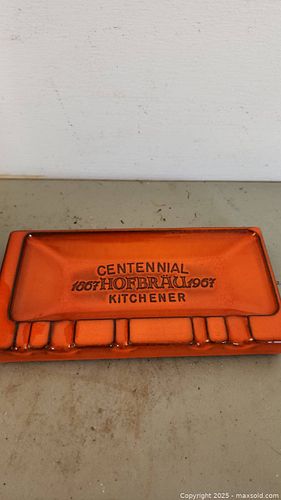 CENTENNIAL
1867 HOFBRÄU 1967
KITCHENER
Copyright © 2025 - maxsold.com